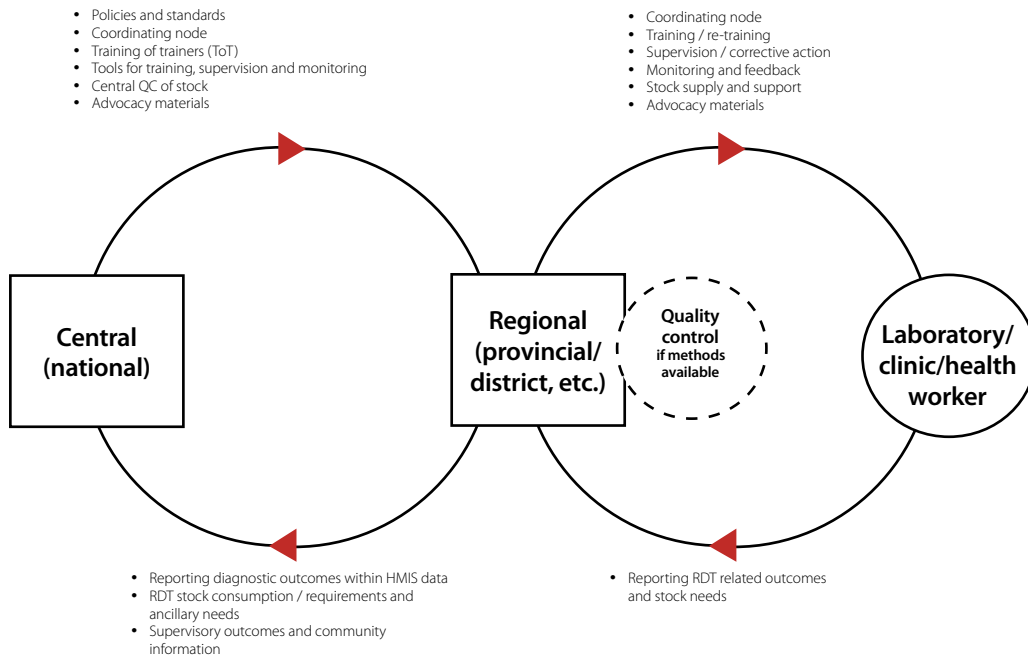 • Policies and standards
• Coordinating node
• Training of trainers (ToT)
• Tools for training, supervision and monitoring
• Central QC of stock
• Advocacy materials
• Coordinating node
• Training / re-training
• Supervision / corrective action
• Monitoring and feedback
• Stock supply and support
• Advocacy materials
Central
(national)
Regional
(provincial/
district, etc.)
Quality
control
if methods
available
Laboratory/
clinic/health
worker
• Reporting diagnostic outcomes within HMIS data
• RDT stock consumption / requirements and
ancillary needs
• Supervisory outcomes and community
information
• Reporting RDT related outcomes
and stock needs